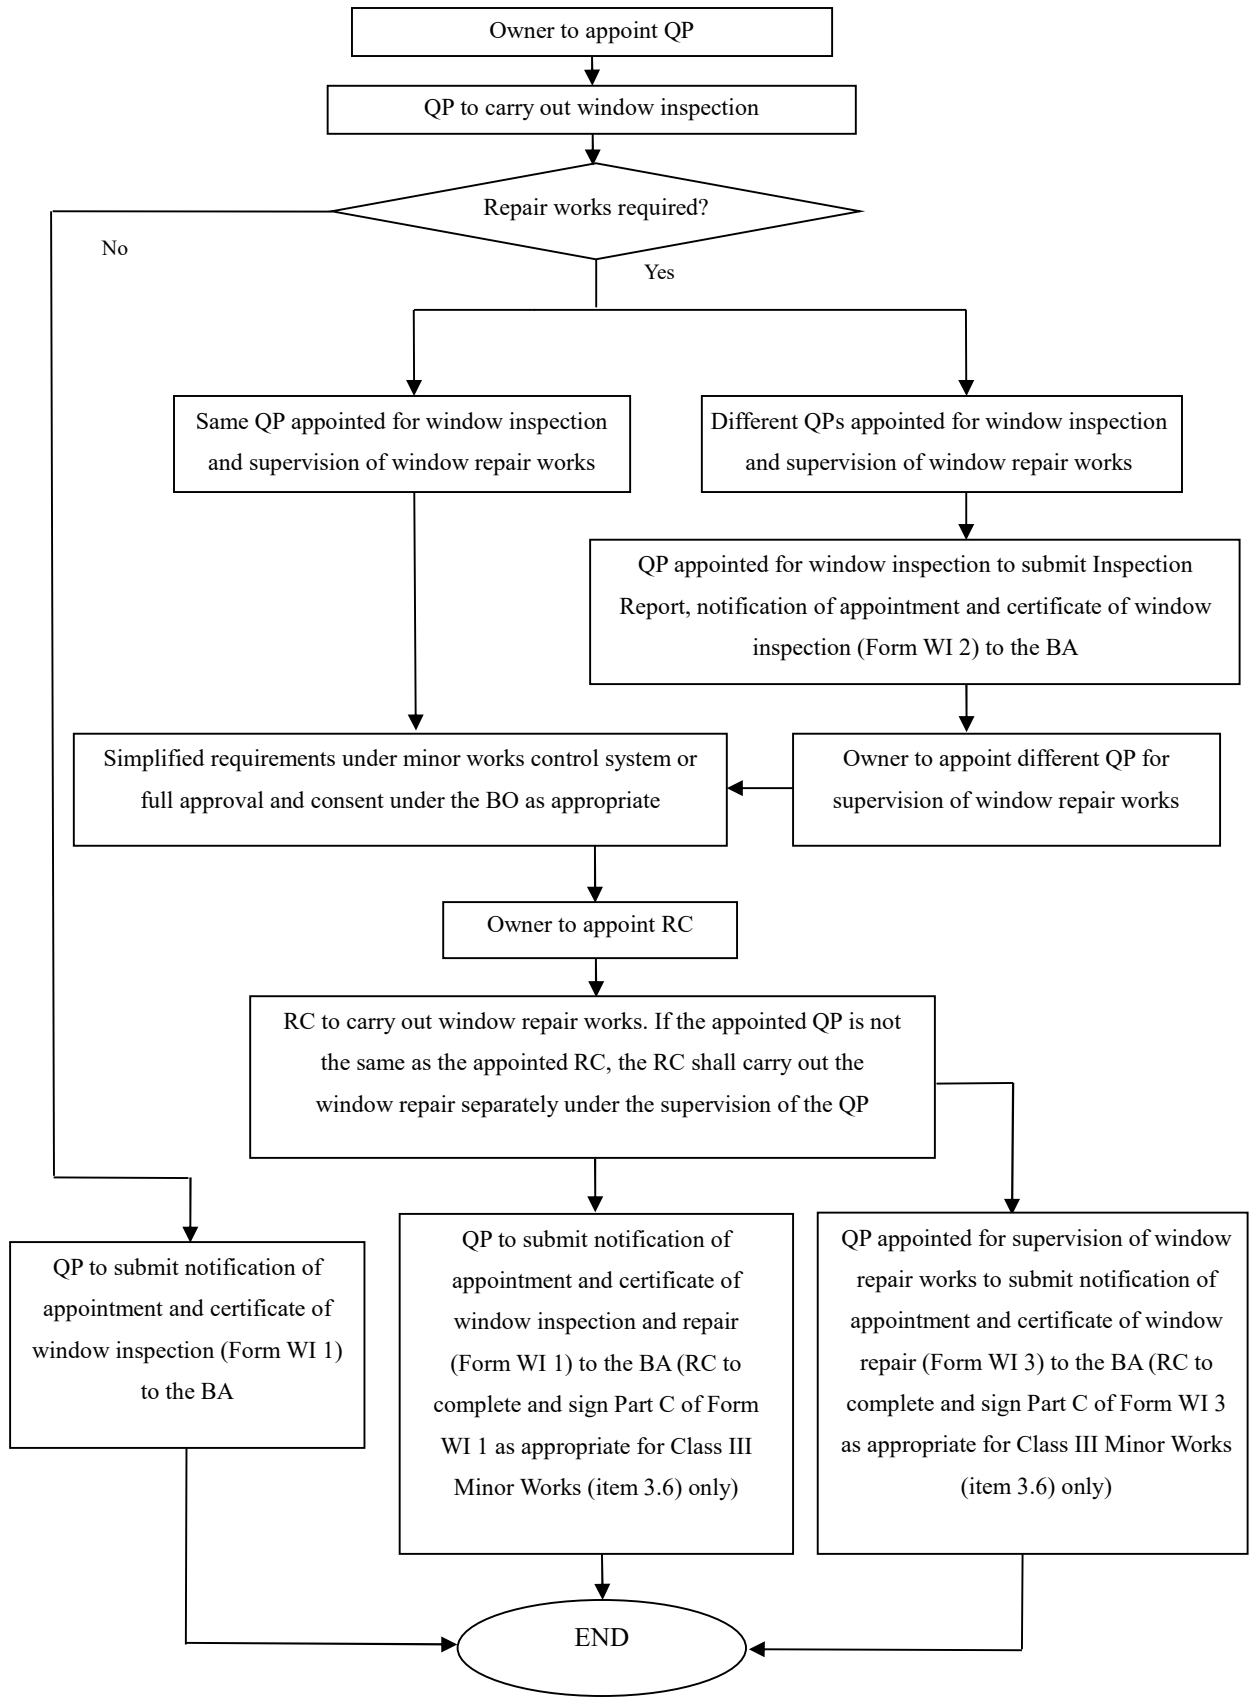 Owner to appoint QP
QP to carry out window inspection
Repair works required?
No
Yes
Same QP appointed for window inspection
and supervision of window repair works
Different QPs appointed for window inspection
and supervision of window repair works
QP appointed for window inspection to submit Inspection
Report, notification of appointment and certificate of window
inspection (Form WI 2) to the BA
Simplified requirements under minor works control system or
full approval and consent under the BO as appropriate
Owner to appoint different QP for
supervision of window repair works
Owner to appoint RC
RC to carry out window repair works. If the appointed QP is not
the same as the appointed RC, the RC shall carry out the
window repair separately under the supervision of the QP
QP to submit notification of
appointment and certificate of
window inspection (Form WI 1)
to the BA
QP to submit notification of
appointment and certificate of
window inspection and repair
(Form WI 1) to the BA (RC to
complete and sign Part C of Form
WI 1 as appropriate for Class III
Minor Works (item 3.6) only)
QP appointed for supervision of window
repair works to submit notification of
appointment and certificate of window
repair (Form WI 3) to the BA (RC to
complete and sign Part C of Form WI 3
as appropriate for Class III Minor Works
(item 3.6) only)
END